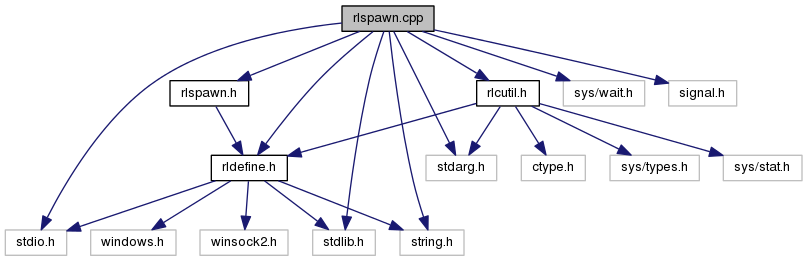 rlspawn.cpp
rlspawn.h
rlcutil.h
sys/wait.h
signal.h
rldefine.h
stdarg.h
ctype.h
sys/types.h
sys/stat.h
stdio.h
windows.h
winsock2.h
stdlib.h
string.h